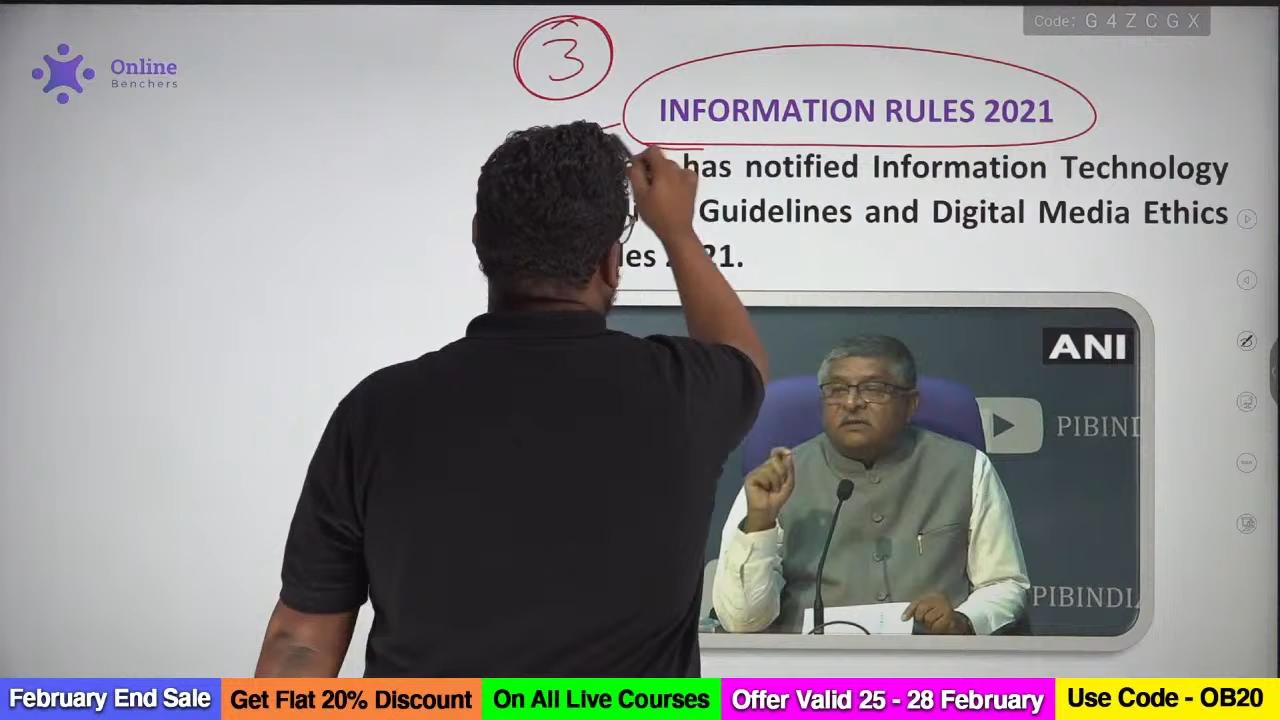 Code: G 4 Z C G X
Online
Benchers
3
INFORMATION RULES 2021
has notified Information Technology
Guidelines and Digital Media Ethics
21.
ANI
PIBIND
PIBINDI
February End Sale
Get Flat 20% Discount
On All Live Courses
Offer Valid 25 - 28 February
Use Code - OB20